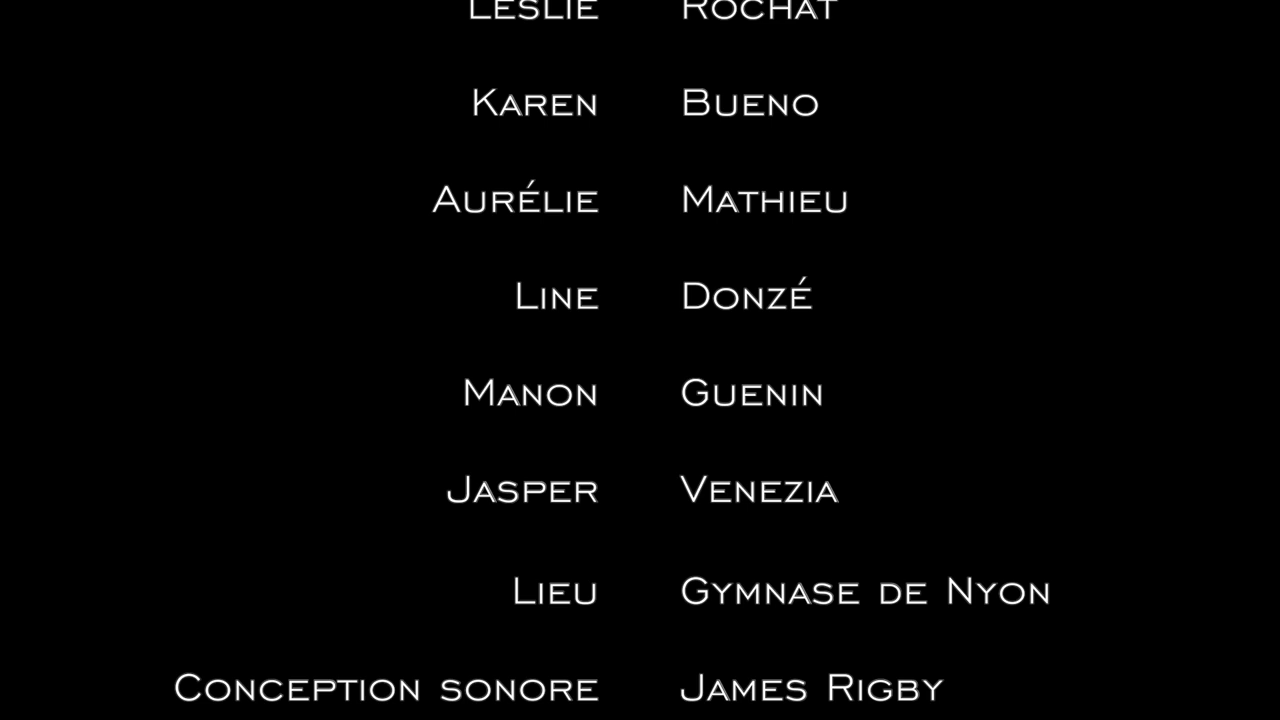 Leslie Rochat
Karen Bueno
Aurélie Mathieu
Line Donzé
Manon Guenin
Jasper Venezia
Lieu Gymnase de Nyon
Conception sonore James Rigby